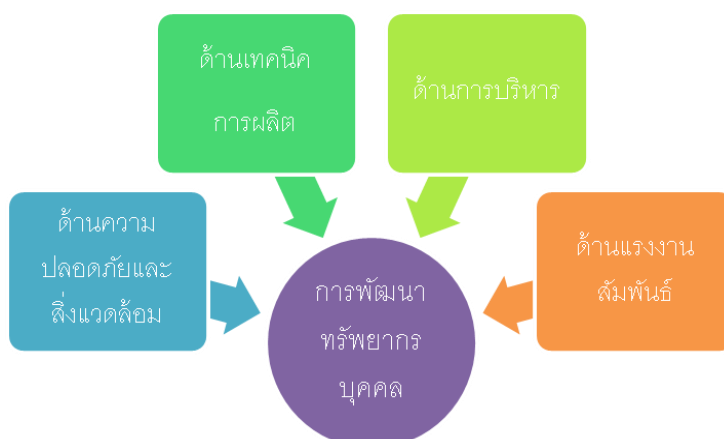 ด้านเทคนิค
การผลิต
ด้านการบริหาร
ด้านความ
ปลอดภัยและ
สิ่งแวดล้อม
ด้านแรงงาน
สัมพันธ์
การพัฒนา
ทรัพยากร
บุคคล